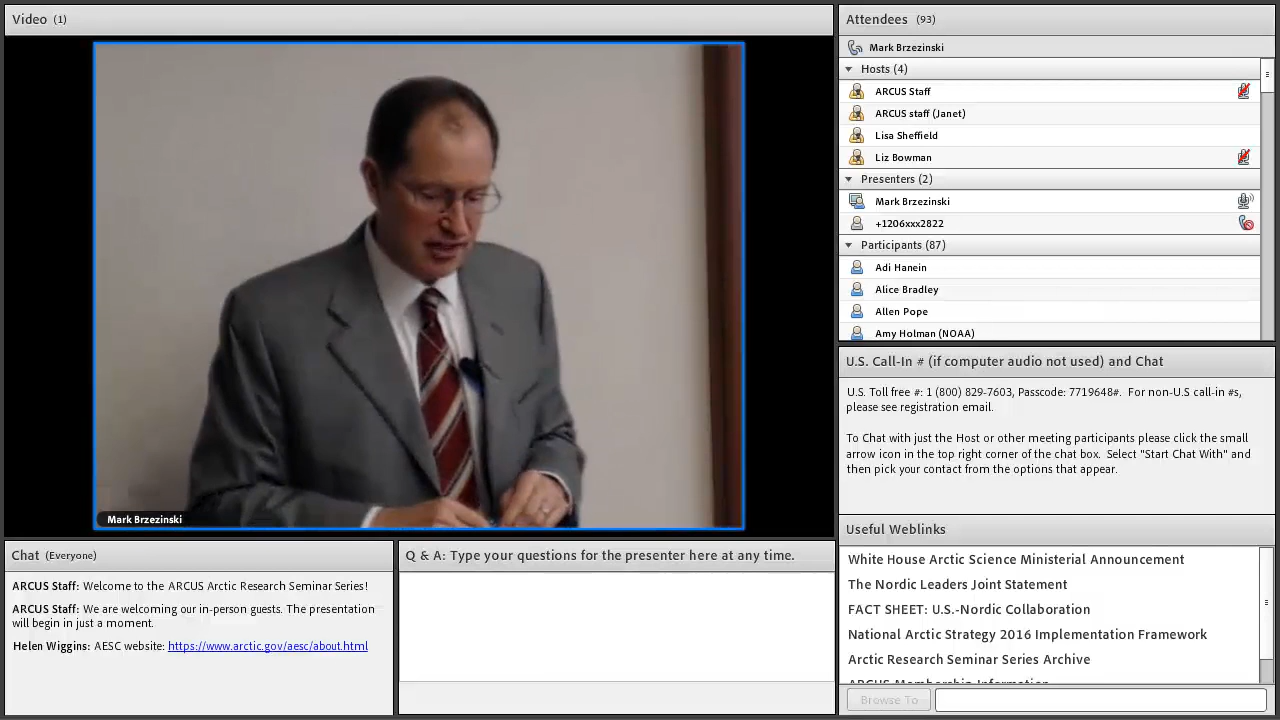 Video (1)
Mark Brzezinski
Attendees (93)
Mark Brzezinski
Hosts (4)
ARCUS Staff
ARCUS staff (Janet)
Lisa Sheffield
Liz Bowman
Presenters (2)
Mark Brzezinski
+1206xxx2822
Participants (87)
Adi Hanein
Alice Bradley
Allen Pope
Amy Holman (NOAA)
U.S. Call-In # (if computer audio not used) and Chat
U.S. Toll free #: 1 (800) 829-7603, Passcode: 7719648#. For non-U.S call-in #s,
please see registration email.
To Chat with just the Host or other meeting participants please click the small
arrow icon in the top right corner of the chat box. Select "Start Chat With" and
then pick your contact from the options that appear.
Useful Weblinks
White House Arctic Science Ministerial Announcement
The Nordic Leaders Joint Statement
FACT SHEET: U.S.-Nordic Collaboration
National Arctic Strategy 2016 Implementation Framework
Arctic Research Seminar Series Archive
ARCUS Membership Information
Browse To
Chat (Everyone)
ARCUS Staff: Welcome to the ARCUS Arctic Research Seminar Series!
ARCUS Staff: We are welcoming our in-person guests. The presentation
will begin in just a moment.
Helen Wiggins: AESC website: https://www.arctic.gov/aesc/about.html
Q & A: Type your questions for the presenter here at any time.